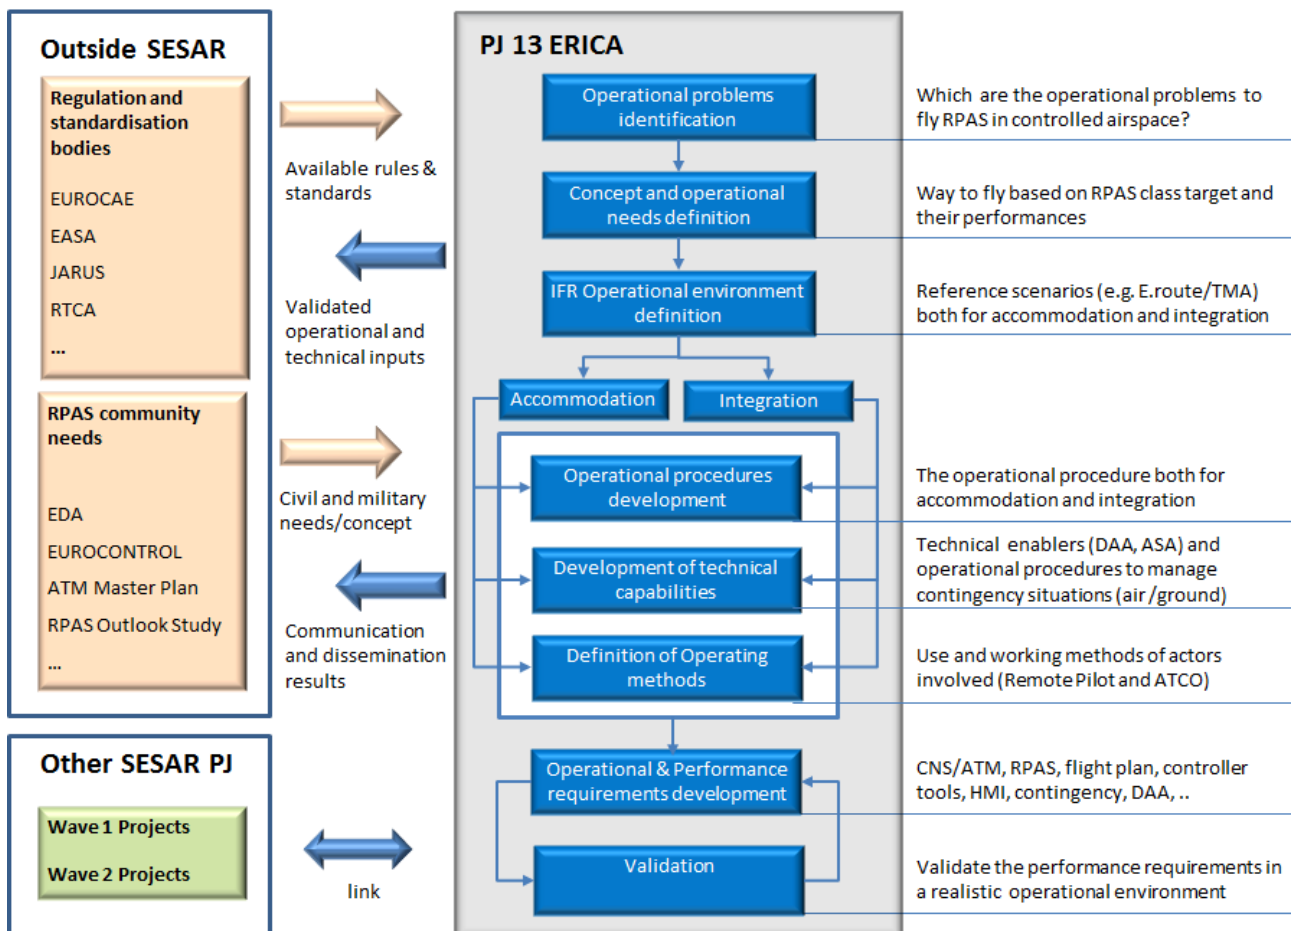 Outside SESAR
Regulation and
standardisation
bodies
EUROCAE
EASA
JARUS
RTCA
...
RPAS community
needs
EDA
EUROCONTROL
ATM Master Plan
RPAS Outlook Study
...
Other SESAR PJ
Wave 1 Projects
Wave 2 Projects
Available rules &
standards
Validated
operational and
technical inputs
Civil and military
needs/concept
Communication
and dissemination
results
link
PJ 13 ERICA
Operational problems
identification
Concept and operational
needs definition
IFR Operational environment
definition
Accommodation
Integration
Operational procedures
development
Development of technical
capabilities
Definition of Operating
methods
Operational & Performance
requirements development
Validation
Which are the operational problems to
fly RPAS in controlled airspace?
Way to fly based on RPAS class target and
their performances
Reference scenarios (e.g. E.route/TMA)
both for accommodation and integration
The operational procedure both for
accommodation and integration
Technical enablers (DAA, ASA) and
operational procedures to manage
contingency situations (air/ground)
Use and working methods of actors
involved (Remote Pilot and ATCO)
CNS/ATM, RPAS, flight plan, controller
tools, HMI, contingency, DAA, ..
Validate the performance requirements in
a realistic operational environment